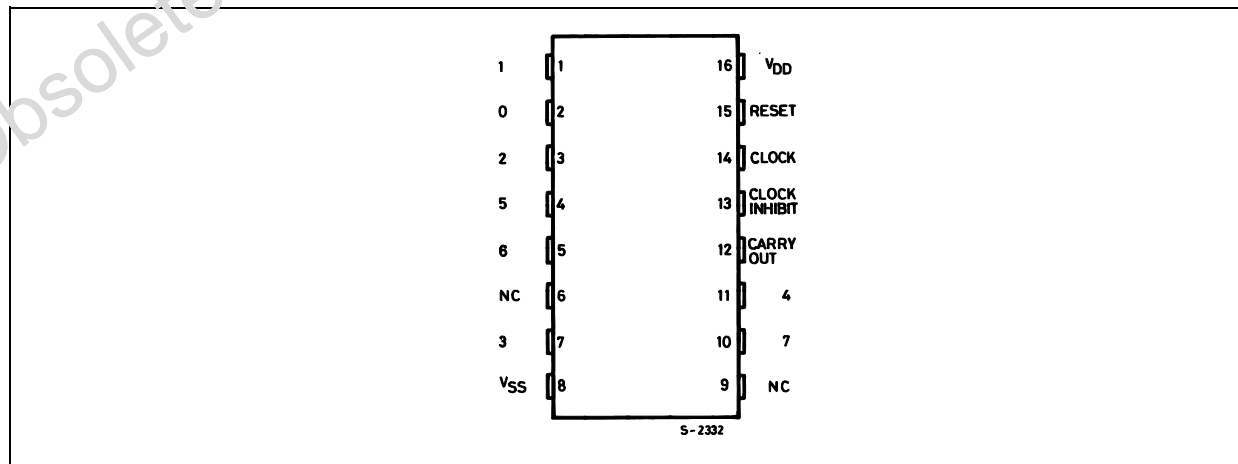 obsolete
1 1 16 VDD
0 2 15 RESET
2 3 14 CLOCK
5 4 13 CLOCK INHIBIT
6 5 12 CARRY OUT
NC 6 11 4
3 7 10 7
VSS 8 9 NC
S-2332